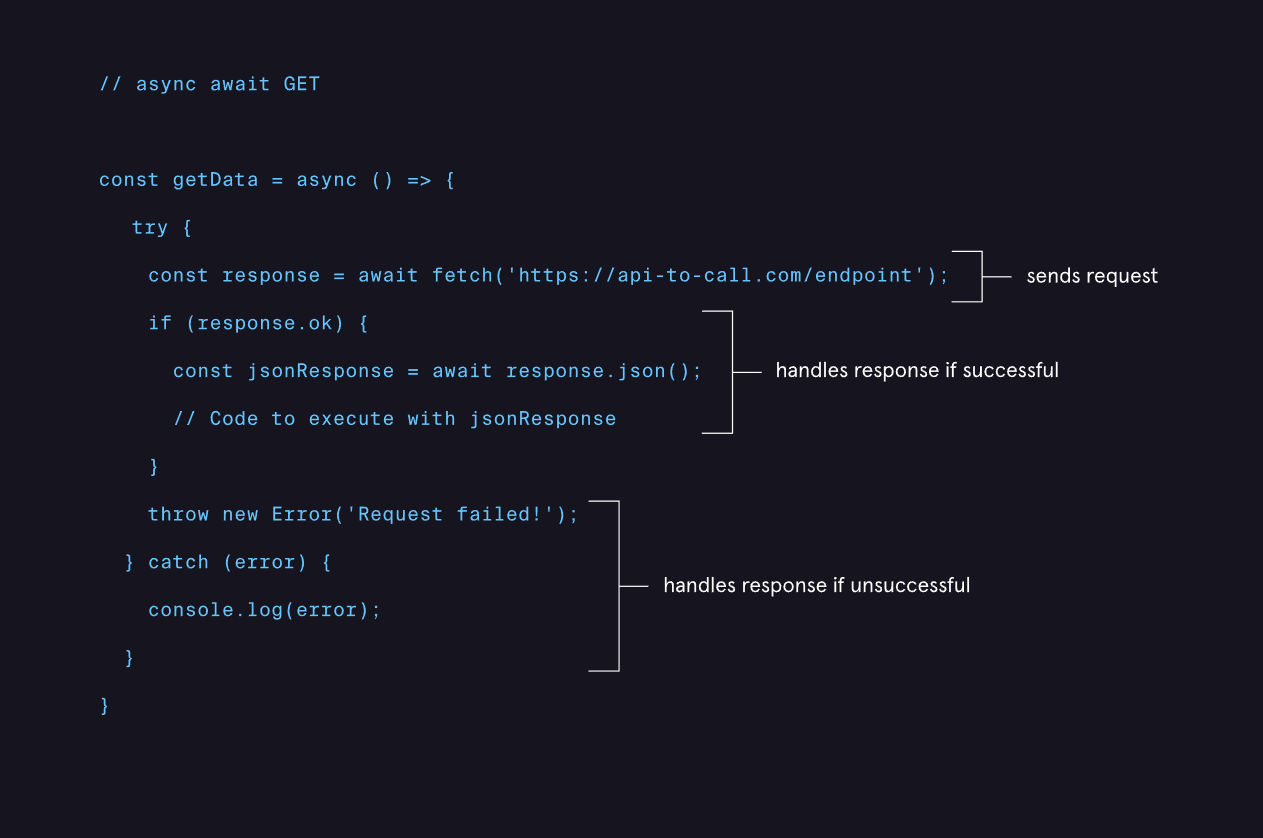 // async await GET
const getData = async () => {
try {
const response = await fetch('https://api-to-call.com/endpoint');
sends request
if (response.ok) {
const jsonResponse = await response.json();
handles response if successful
// Code to execute with jsonResponse
}
throw new Error('Request failed!');
} catch (error) {
handles response if unsuccessful
console.log(error);
}
}